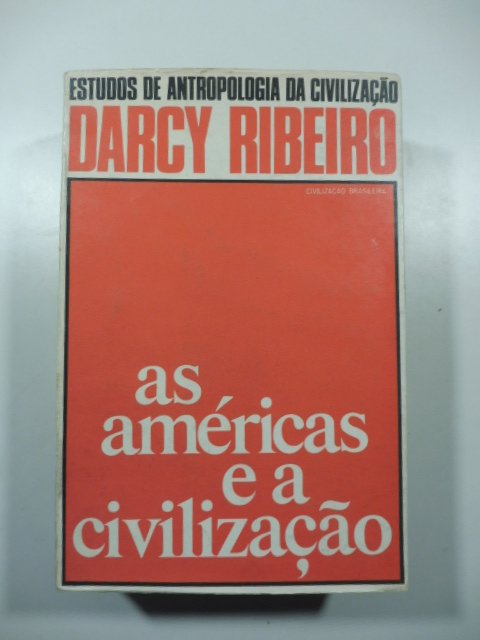 ESTUDOS DE ANTROPOLOGIA DA CIVILIZAÇÃO
DARCY RIBEIRO
CIVILIZAÇÃO BRASILEIRA
as
américas
e a
civilização